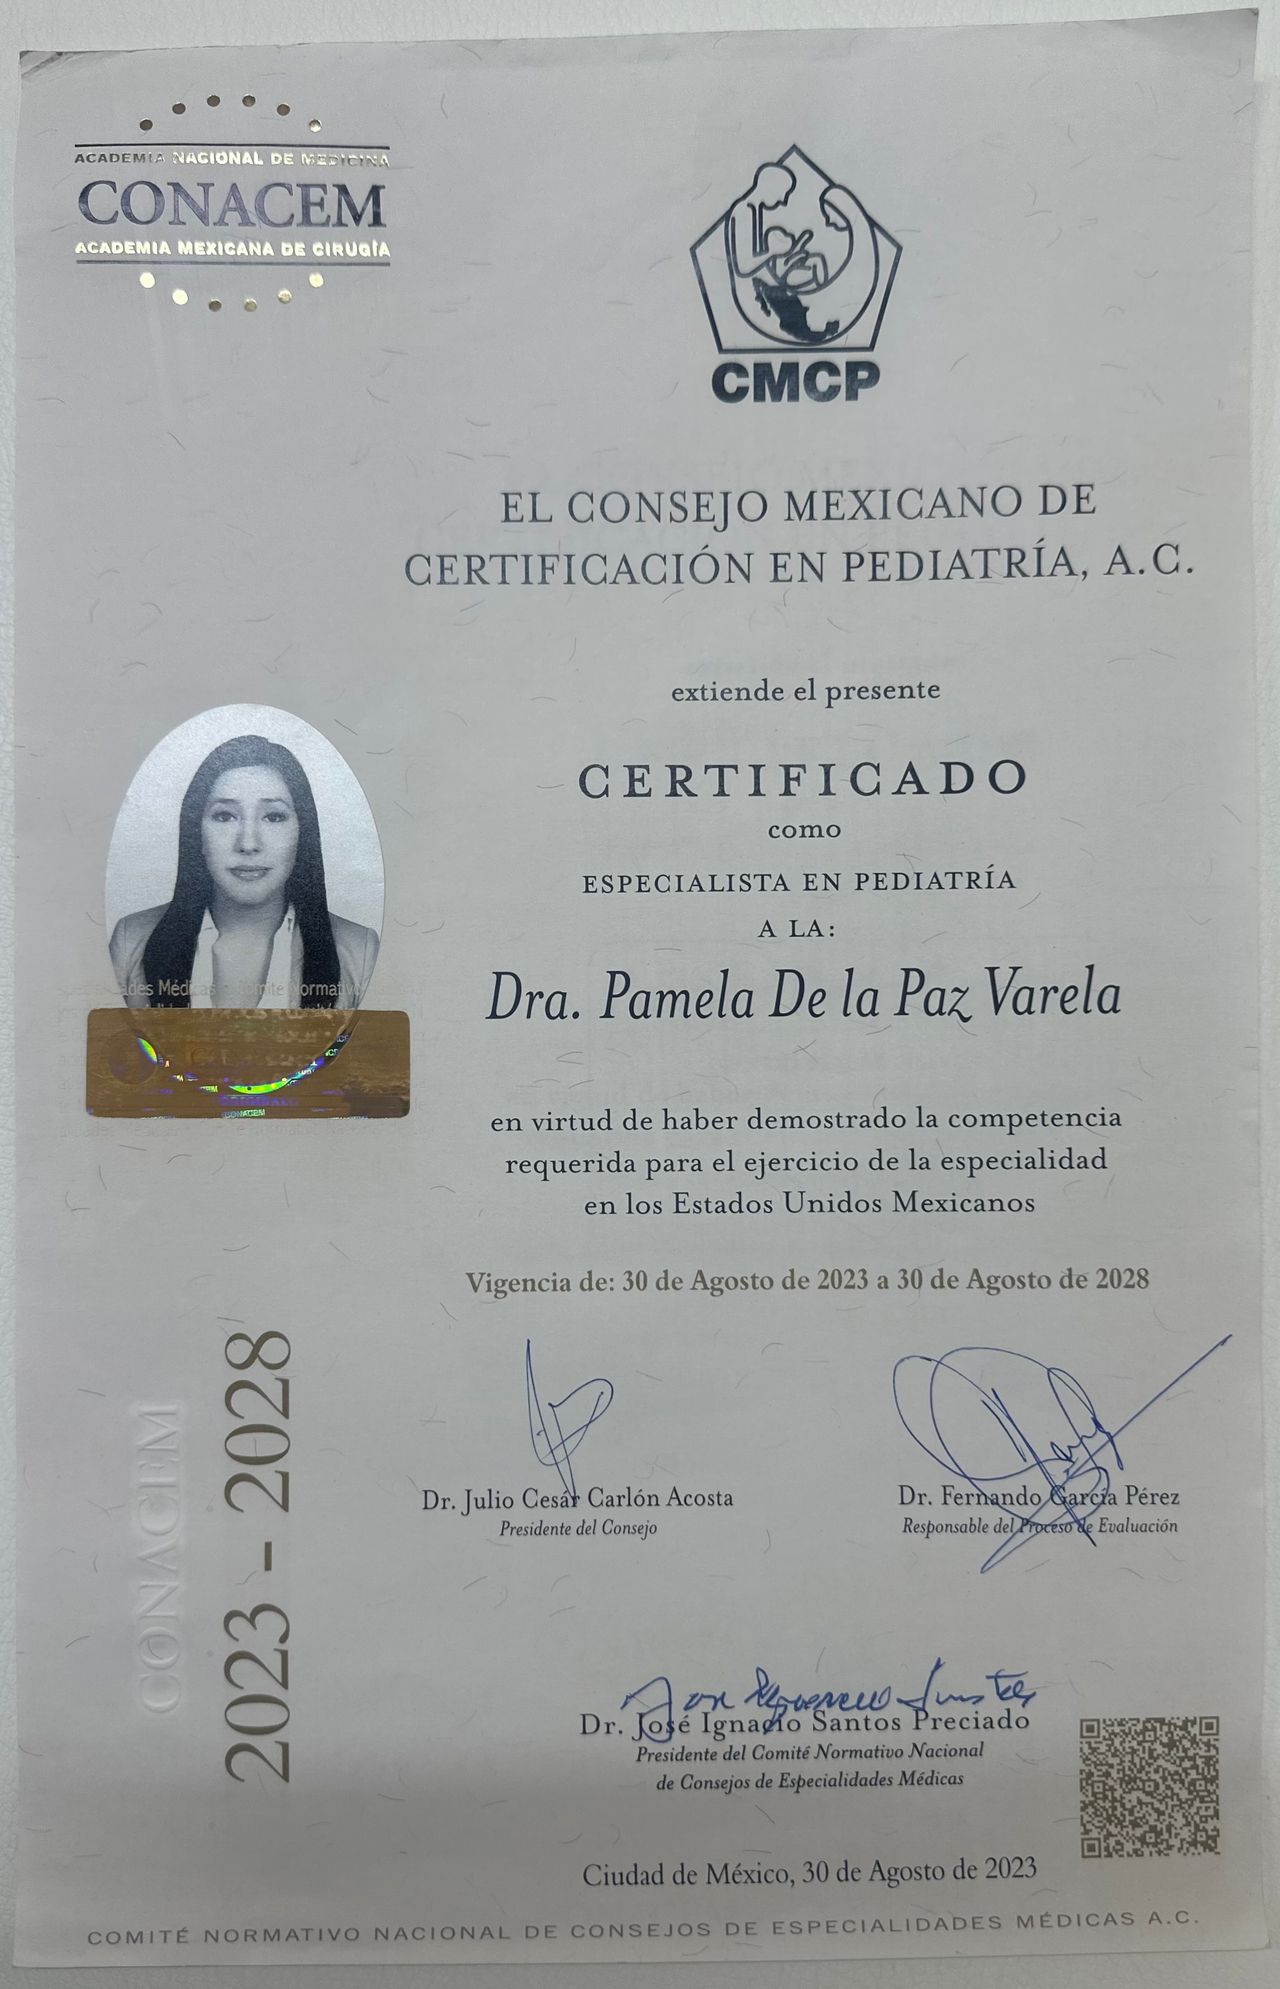 ACADEMIA NACIONAL DE MEDICINA
CONACEM
ACADEMIA MEXICANA DE CIRUGÍA
CMCP
EL CONSEJO MEXICANO DE
CERTIFICACIÓN EN PEDIATRÍA, A.C.
extiende el presente
CERTIFICADO
como
ESPECIALISTA EN PEDIATRÍA
A LA:
Dra. Pamela De la Paz Varela
en virtud de haber demostrado la competencia
requerida para el ejercicio de la especialidad
en los Estados Unidos Mexicanos
Vigencia de: 30 de Agosto de 2023 a 30 de Agosto de 2028
CONACEM
2023 - 2028
Dr. Julio Cesár Carlón Acosta
Presidente del Consejo
Dr. Fernando García Pérez
Responsable del Proceso de Evaluación
Dr. José Ignacio Santos Preciado
Presidente del Comité Normativo Nacional
de Consejos de Especialidades Médicas
Ciudad de México, 30 de Agosto de 2023
COMITÉ NORMATIVO NACIONAL DE CONSEJOS DE ESPECIALIDADES MÉDICAS A.C.